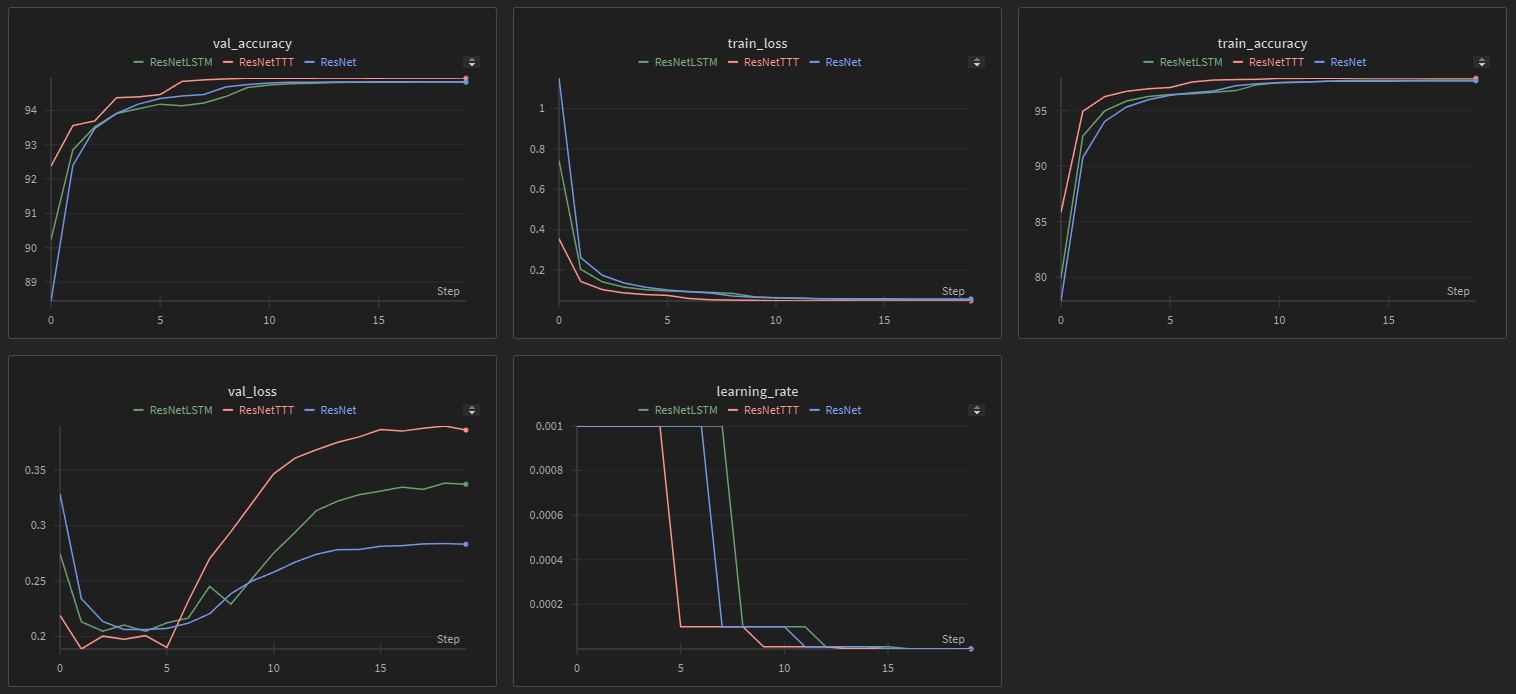 val_accuracy
ResNetLSTM ResNetTTT ResNet
94
93
92
91
90
89
Step
0 5 10 15
train_loss
ResNetLSTM ResNetTTT ResNet
1
0.8
0.6
0.4
0.2
Step
0 5 10 15
train_accuracy
ResNetLSTM ResNetTTT ResNet
95
90
85
80
Step
0 5 10 15
val_loss
ResNetLSTM ResNetTTT ResNet
0.35
0.3
0.25
0.2
Step
0 5 10 15
learning_rate
ResNetLSTM ResNetTTT ResNet
0.001
0.0008
0.0006
0.0004
0.0002
Step
0 5 10 15